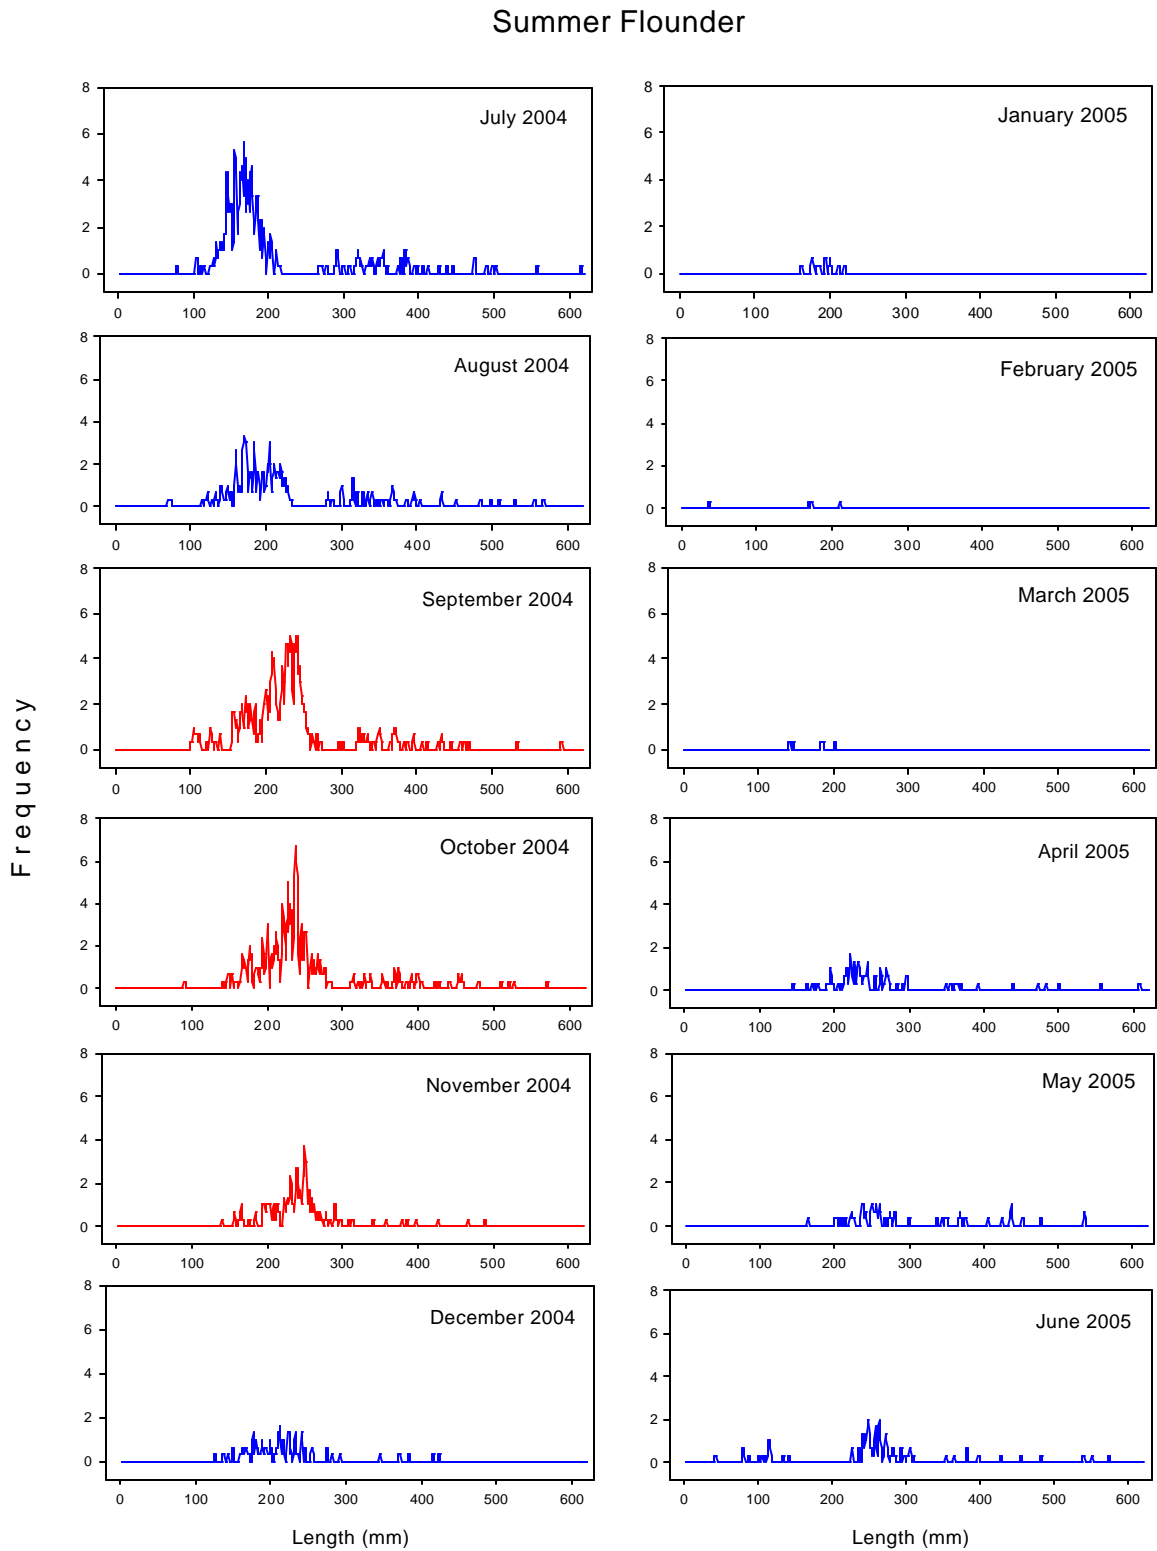 Summer Flounder
Frequency
July 2004
8
6
4
2
0
0 100 200 300 400 500 600
January 2005
8
6
4
2
0
0 100 200 300 400 500 600
August 2004
8
6
4
2
0
0 100 200 300 400 500 600
February 2005
8
6
4
2
0
0 100 200 300 400 500 600
September 2004
8
6
4
2
0
0 100 200 300 400 500 600
March 2005
8
6
4
2
0
0 100 200 300 400 500 600
October 2004
8
6
4
2
0
0 100 200 300 400 500 600
April 2005
8
6
4
2
0
0 100 200 300 400 500 600
November 2004
8
6
4
2
0
0 100 200 300 400 500 600
May 2005
8
6
4
2
0
0 100 200 300 400 500 600
December 2004
8
6
4
2
0
0 100 200 300 400 500 600
Length (mm)
June 2005
8
6
4
2
0
0 100 200 300 400 500 600
Length (mm)